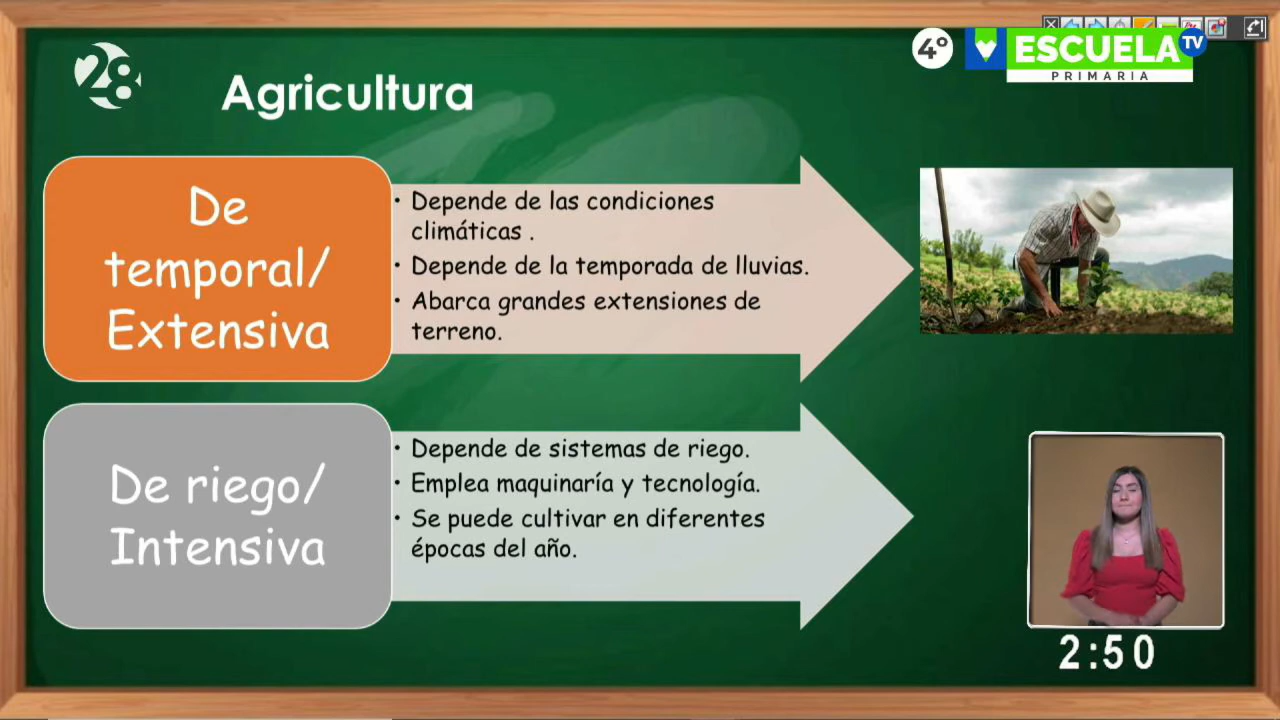 28
4°
ESCUELA TV
PRIMARIA
Agricultura
De
temporal/
Extensiva
• Depende de las condiciones
climáticas .
• Depende de la temporada de lluvias.
• Abarca grandes extensiones de
terreno.
De riego/
Intensiva
• Depende de sistemas de riego.
• Emplea maquinaría y tecnología.
• Se puede cultivar en diferentes
épocas del año.
2:50